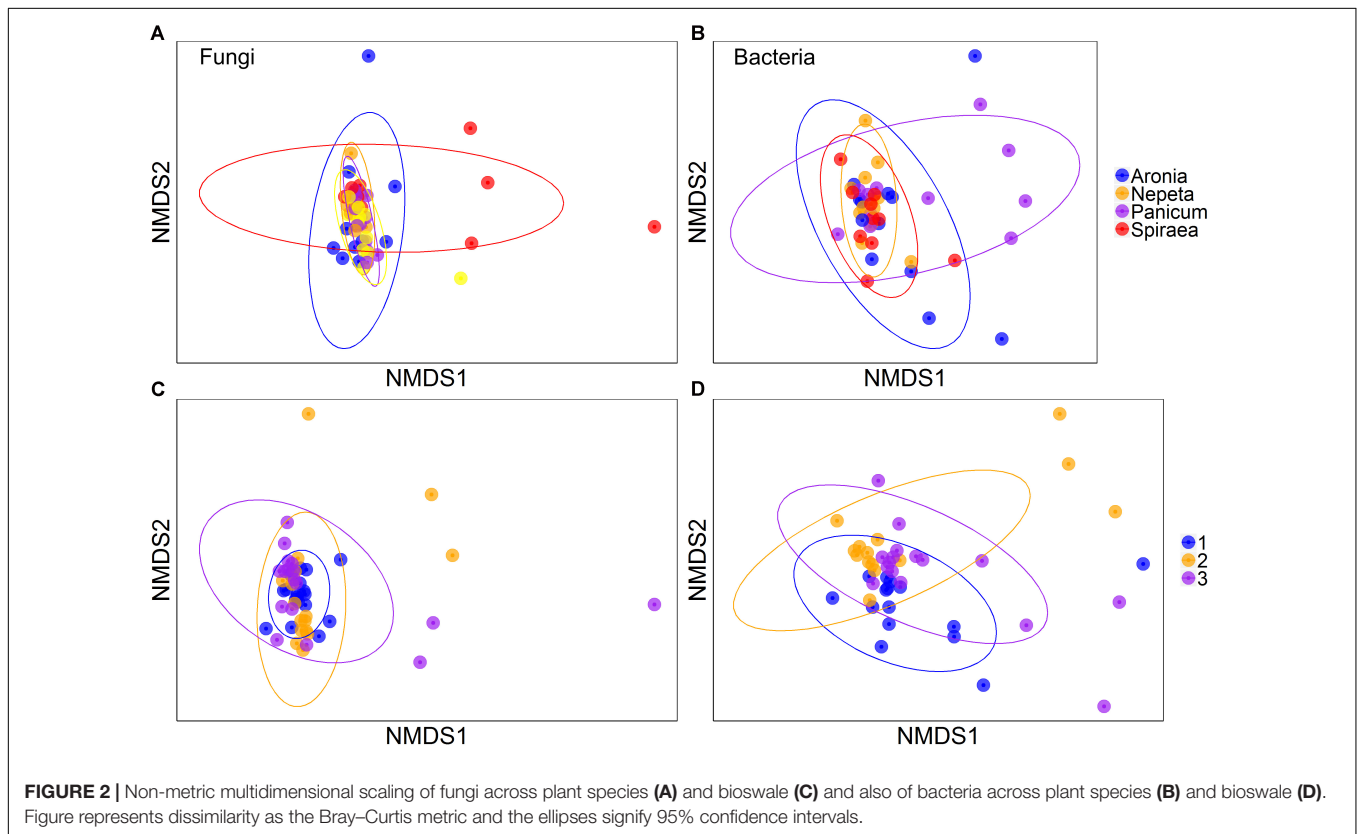 A
Fungi
NMDS2
NMDS1
B
Bacteria
NMDS2
NMDS1
Aronia
Nepeta
Panicum
Spiraea
C
NMDS2
NMDS1
D
NMDS2
NMDS1
1
2
3
FIGURE 2 | Non-metric multidimensional scaling of fungi across plant species (A) and bioswale (C) and also of bacteria across plant species (B) and bioswale (D).
Figure represents dissimilarity as the Bray–Curtis metric and the ellipses signify 95% confidence intervals.